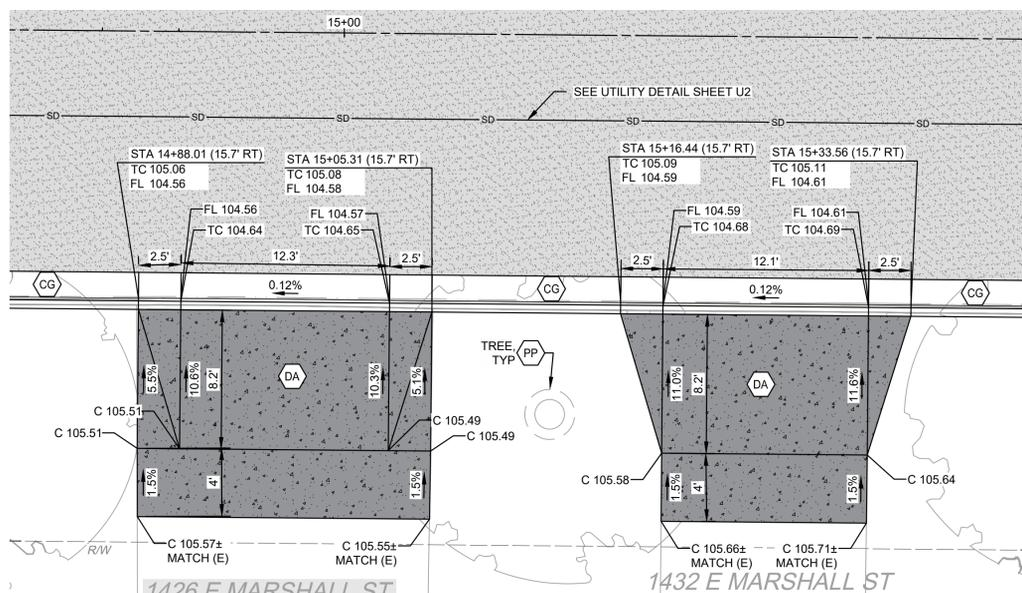 15+00
SEE UTILITY DETAIL SHEET U2
SD SD SD SD SD SD SD
STA 14+88.01 (15.7' RT)
TC 105.06
FL 104.56
STA 15+05.31 (15.7' RT)
TC 105.08
FL 104.58
STA 15+16.44 (15.7' RT)
TC 105.09
FL 104.59
STA 15+33.56 (15.7' RT)
TC 105.11
FL 104.61
FL 104.56
TC 104.64
FL 104.57
TC 104.65
FL 104.59
TC 104.68
FL 104.61
TC 104.69
2.5' 12.3' 2.5'
2.5' 12.1' 2.5'
CG CG CG
0.12% 0.12%
TREE, TYP
PP
5.5% 10.6% 8.2' DA 10.3% 5.1%
11.0% 8.2' DA 11.6%
C 105.51
C 105.51
C 105.49
C 105.49
C 105.58
C 105.64
1.5% 4' 1.5%
1.5% 4' 1.5%
R/W
C 105.57±
MATCH (E)
C 105.55±
MATCH (E)
C 105.66±
MATCH (E)
C 105.71±
MATCH (E)
1426 E MARSHALL ST
1432 E MARSHALL ST